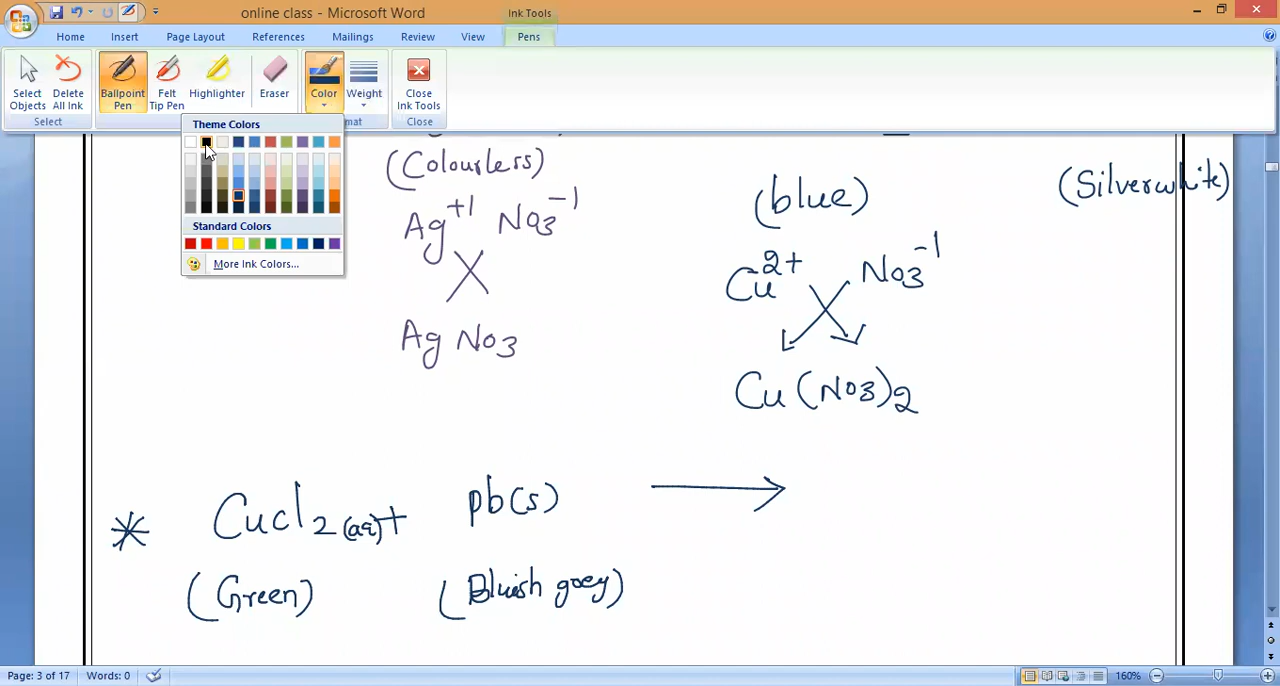 online class - Microsoft Word
Ink Tools
Home Insert Page Layout References Mailings Review View Pens
Select Objects
Delete All Ink
Ballpoint Pen
Felt Tip Pen
Highlighter
Eraser
Color
Weight
Close Ink Tools
Select
mat
Close
Theme Colors
Standard Colors
More Ink Colors...
(Colourless)
(blue)
(Silverwhite)
Ag+1 No3-1
Cu2+ No3-1
Ag No3
Cu(No3)2
Cucl2(aq)+ pb(s)
(Green) (Bluish grey)
Page: 3 of 17 Words: 0 160%